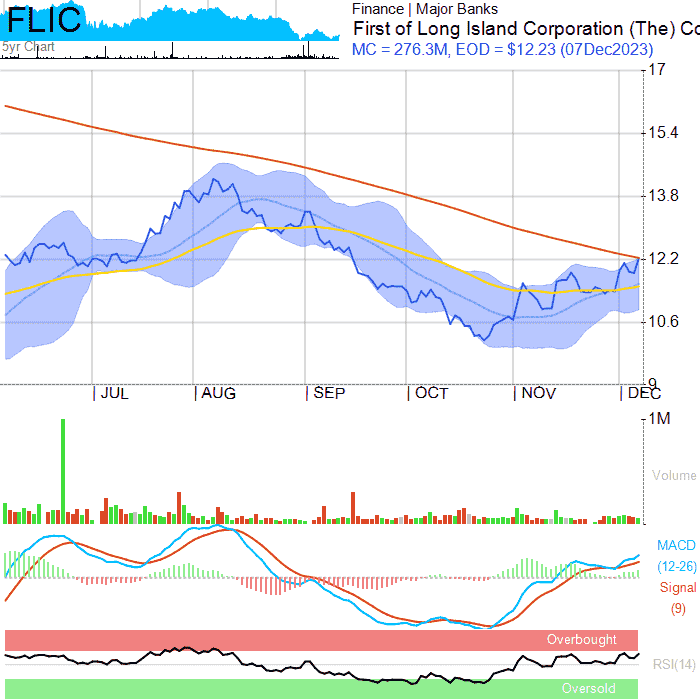 FLIC
5yr Chart
Finance | Major Banks
First of Long Island Corporation (The) Co
MC = 276.3M, EOD = $12.23 (07Dec2023)
17
15.4
13.8
12.2
10.6
9
JUL AUG SEP OCT NOV DEC
1M
Volume
MACD
(12-26)
Signal
(9)
Overbought
RSI(14)
Oversold